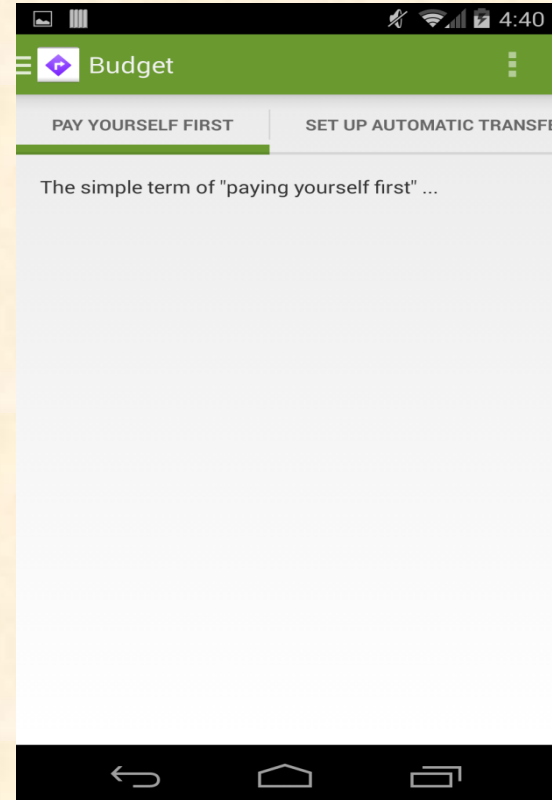 4:40
Budget
PAY YOURSELF FIRST
SET UP AUTOMATIC TRANSFE
The simple term of "paying yourself first" ...